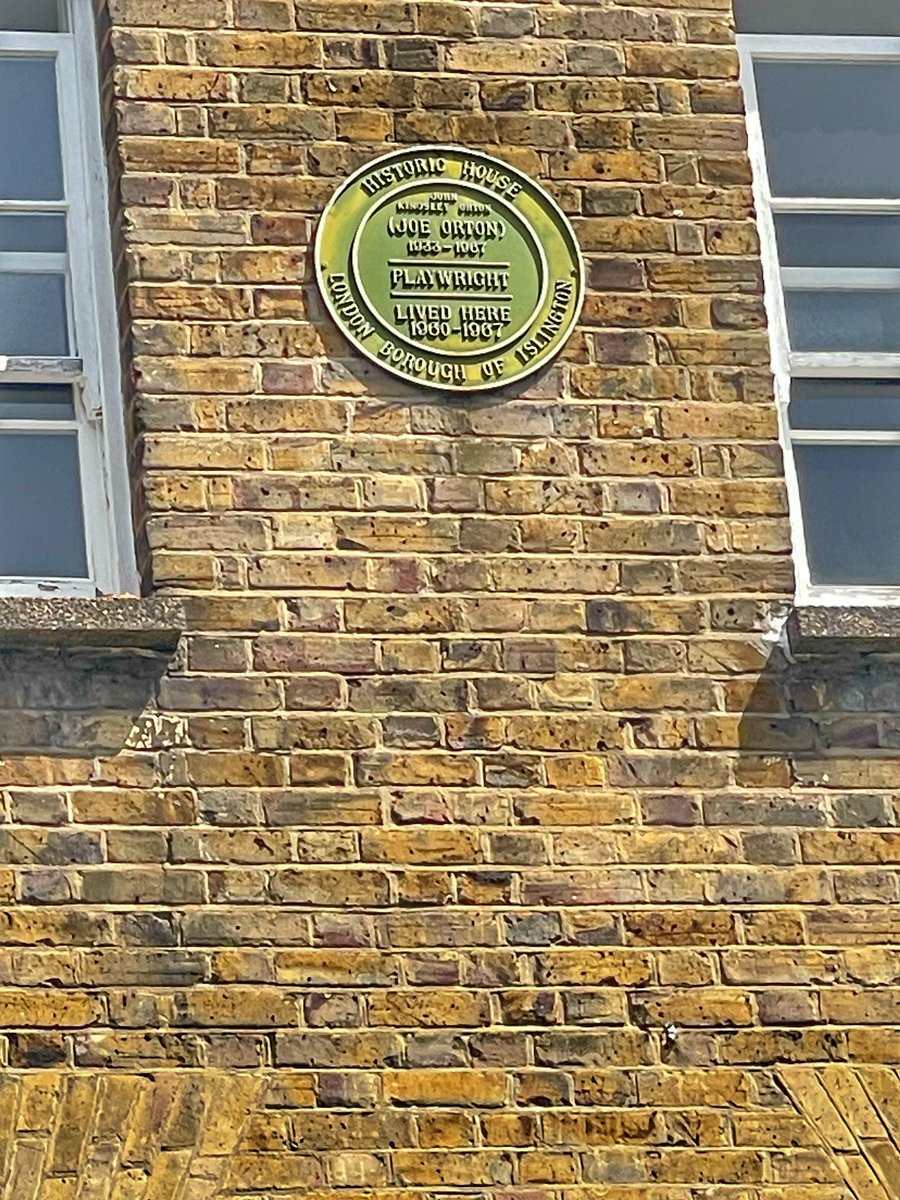 HISTORIC HOUSE
JOHN
KINGSLEY ORTON
(JOE ORTON)
1933-1967
PLAYWRIGHT
LIVED HERE
1960-1967
LONDON BOROUGH OF ISLINGTON